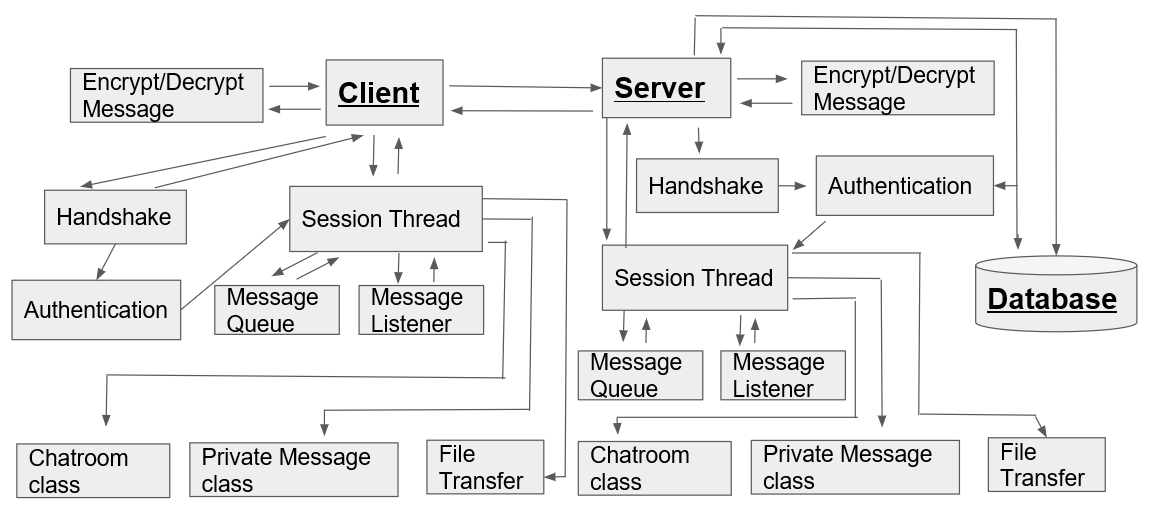 Encrypt/Decrypt
Message
Client
Server
Encrypt/Decrypt
Message
Handshake
Session Thread
Handshake
Authentication
Authentication
Message
Queue
Message
Listener
Session Thread
Database
Message
Queue
Message
Listener
Chatroom
class
Private Message
class
File
Transfer
Chatroom
class
Private Message
class
File
Transfer